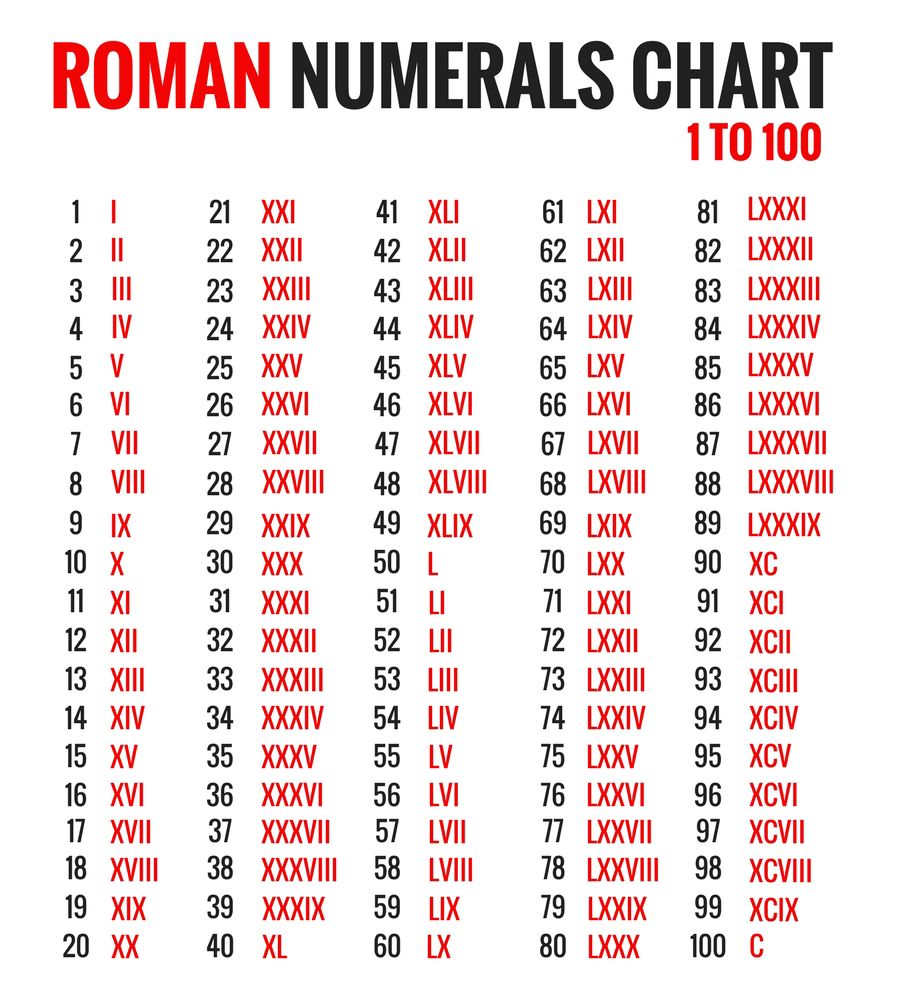 ROMAN NUMERALS CHART
1 TO 100
1 I 21 XXI 41 XLI 61 LXI 81 LXXXI
2 II 22 XXII 42 XLII 62 LXII 82 LXXXII
3 III 23 XXIII 43 XLIII 63 LXIII 83 LXXXIII
4 IV 24 XXIV 44 XLIV 64 LXIV 84 LXXXIV
5 V 25 XXV 45 XLV 65 LXV 85 LXXXV
6 VI 26 XXVI 46 XLVI 66 LXVI 86 LXXXVI
7 VII 27 XXVII 47 XLVII 67 LXVII 87 LXXXVII
8 VIII 28 XXVIII 48 XLVIII 68 LXVIII 88 LXXXVIII
9 IX 29 XXIX 49 XLIX 69 LXIX 89 LXXXIX
10 X 30 XXX 50 L 70 LXX 90 XC
11 XI 31 XXXI 51 LI 71 LXXI 91 XCI
12 XII 32 XXXII 52 LII 72 LXXII 92 XCII
13 XIII 33 XXXIII 53 LIII 73 LXXIII 93 XCIII
14 XIV 34 XXXIV 54 LIV 74 LXXIV 94 XCIV
15 XV 35 XXXV 55 LV 75 LXXV 95 XCV
16 XVI 36 XXXVI 56 LVI 76 LXXVI 96 XCVI
17 XVII 37 XXXVII 57 LVII 77 LXXVII 97 XCVII
18 XVIII 38 XXXVIII 58 LVIII 78 LXXVIII 98 XCVIII
19 XIX 39 XXXIX 59 LIX 79 LXXIX 99 XCIX
20 XX 40 XL 60 LX 80 LXXX 100 C